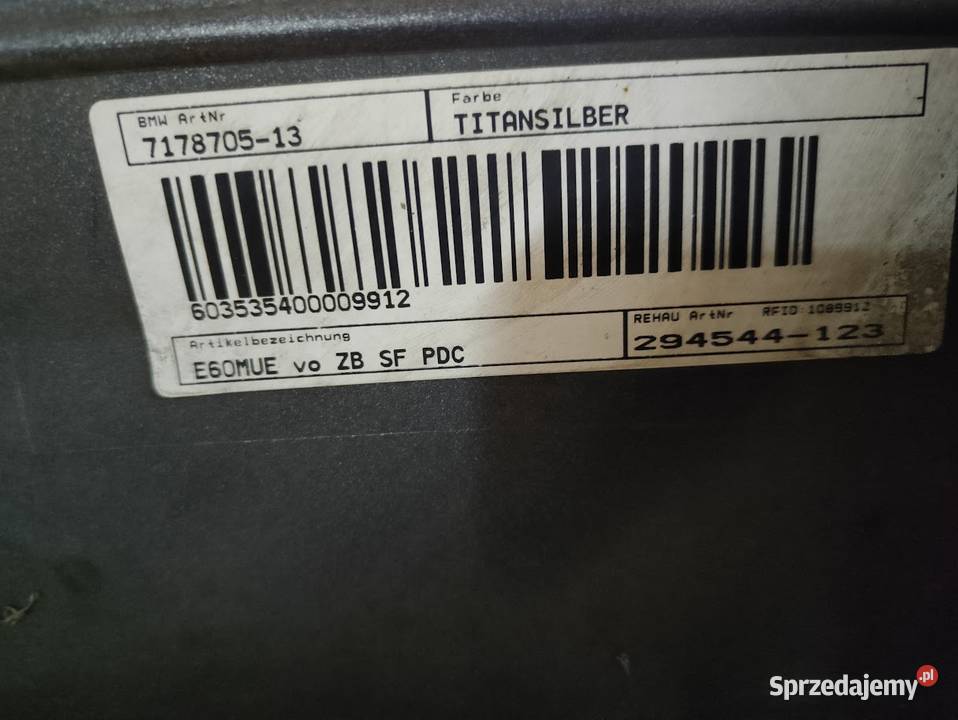 BMW ArtNr
7178705-13
Farbe
TITANSILBER
603535400009912
Artikelbezeichnung
E60MUE vo ZB SF PDC
REHAU ArtNr RFID:1089912
294544-123
Sprzedajemy.pl